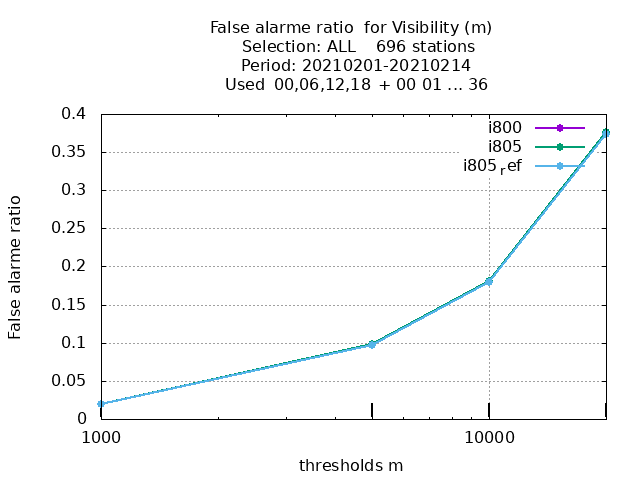 False alarme ratio  for Visibility (m)
Selection: ALL    696 stations
Period: 20210201-20210214
Used  00,06,12,18  + 00 01 ... 36
0.4
0.35
0.3
0.25
0.2
0.15
0.1
0.05
0
False alarme ratio
i800
i805
i805ref
1000
10000
thresholds m